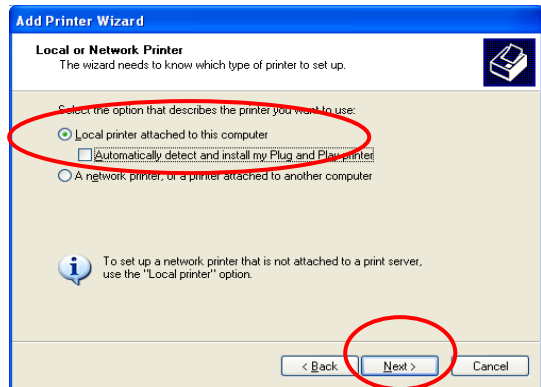 Add Printer Wizard
Local or Network Printer
The wizard needs to know which type of printer to set up.
Select the option that describes the printer you want to use:
Local printer attached to this computer
Automatically detect and install my Plug and Play printer
A network printer, or a printer attached to another computer
To set up a network printer that is not attached to a print server,
use the "Local printer" option.
< Back
Next >
Cancel